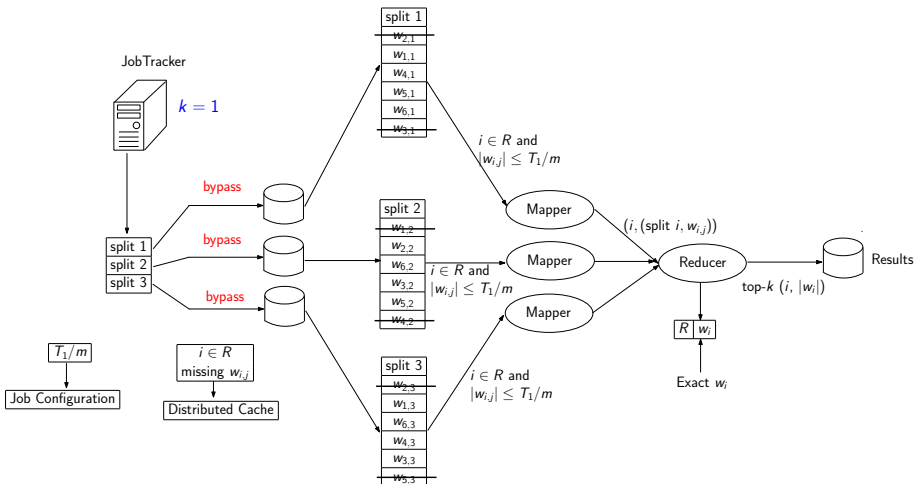 JobTracker
k = 1
bypass
bypass
bypass
split 1
split 2
split 3
T₁/m
Job Configuration
i ∈ R
missing wᵢ,ⱼ
Distributed Cache
split 1
w₂,₁
w₁,₁
w₄,₁
w₅,₁
w₆,₁
w₃,₁
split 2
w₁,₂
w₂,₂
w₆,₂
w₃,₂
w₅,₂
w₄,₂
split 3
w₂,₃
w₁,₃
w₆,₃
w₄,₃
w₃,₃
w₅,₃
i ∈ R and
|wᵢ,ⱼ| ≤ T₁/m
i ∈ R and
|wᵢ,ⱼ| ≤ T₁/m
i ∈ R and
|wᵢ,ⱼ| ≤ T₁/m
Mapper
Mapper
Mapper
(i, (split i, wᵢ,ⱼ))
Reducer
top-k (i, |wᵢ|)
Results
R wᵢ
Exact wᵢ